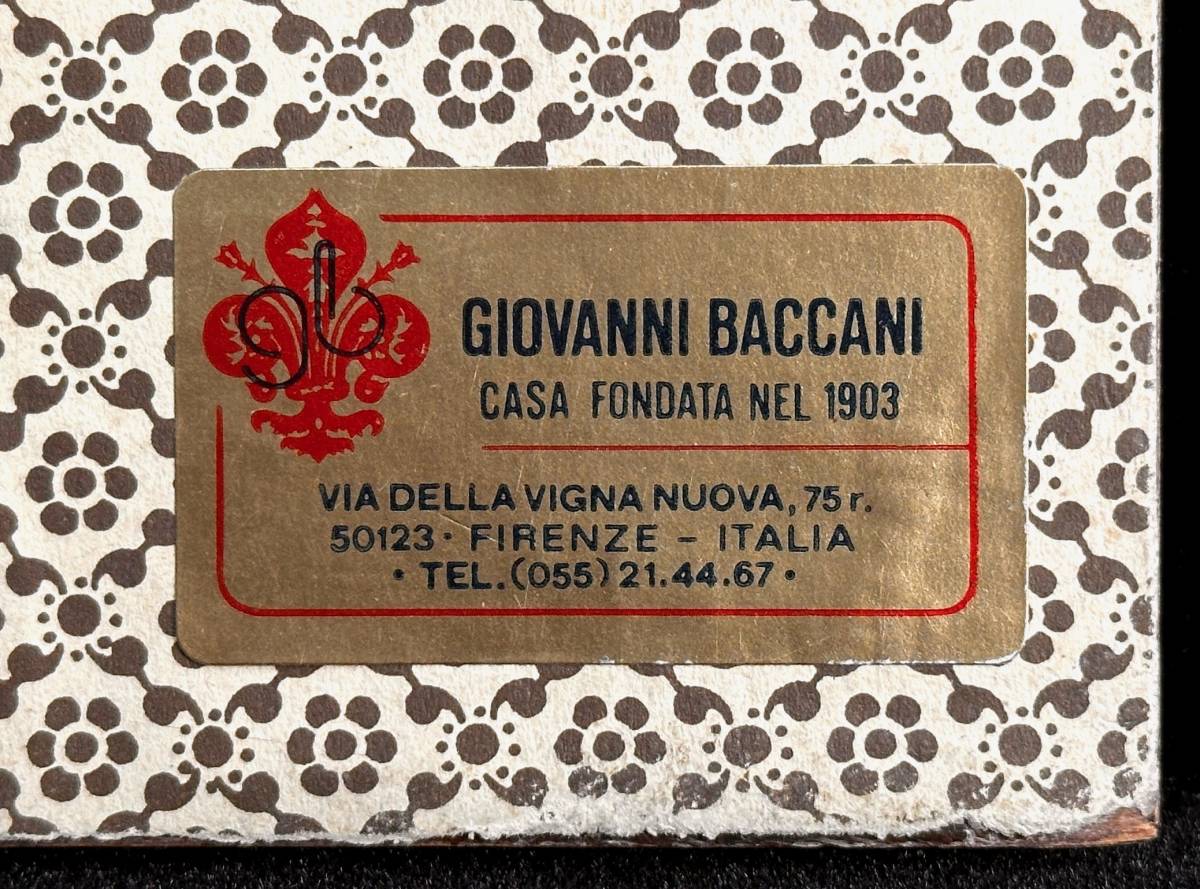 gb
GIOVANNI BACCANI
CASA FONDATA NEL 1903
VIA DELLA VIGNA NUOVA, 75 r.
50123 · FIRENZE – ITALIA
· TEL. (055) 21.44.67 ·